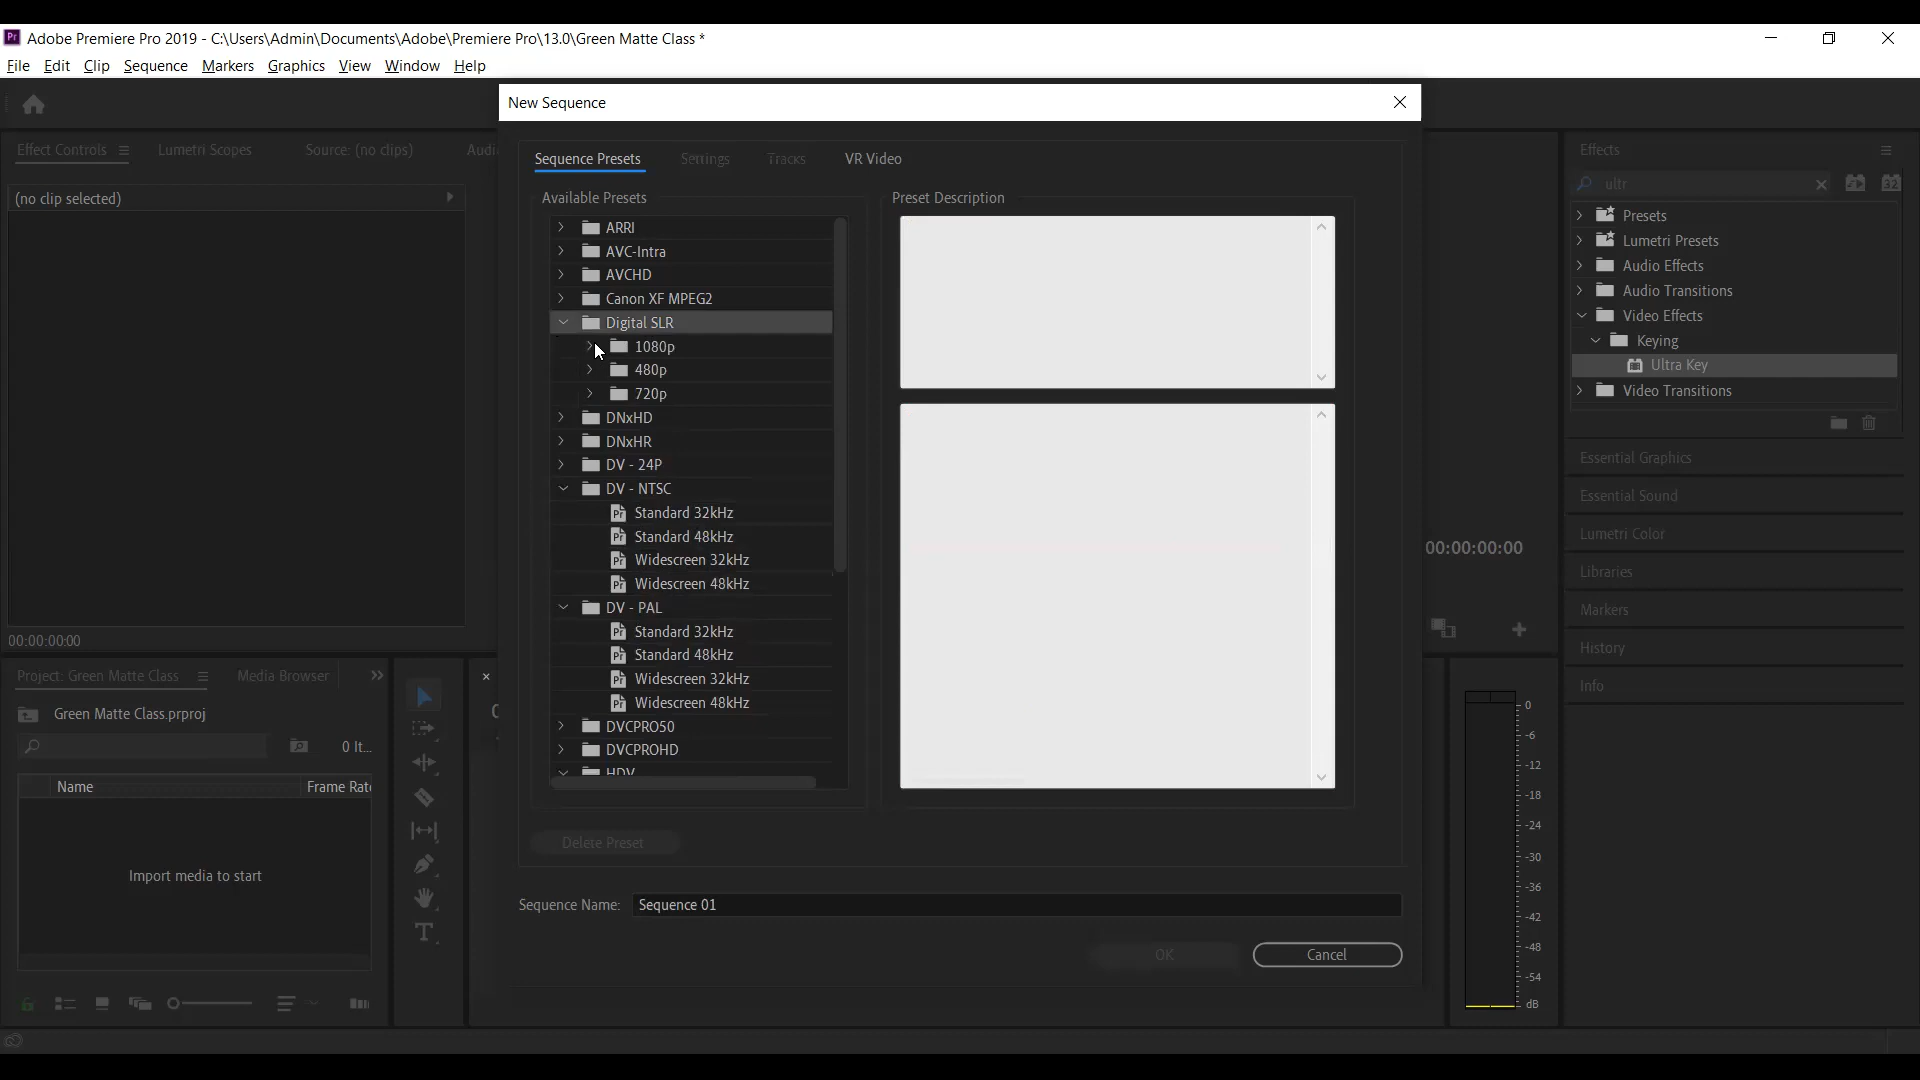 Adobe Premiere Pro 2019 - C:\Users\Admin\Documents\Adobe\Premiere Pro\13.0\Green Matte Class *
File Edit Clip Sequence Markers Graphics View Window Help
New Sequence
Effect Controls Lumetri Scopes Source: (no clips) Audi
(no clip selected)
00:00:00:00
Project: Green Matte Class Media Browser
Green Matte Class.prproj
0 It...
Name Frame Rat
Import media to start
Sequence Presets Settings Tracks VR Video
Available Presets
ARRI
AVC-Intra
AVCHD
Canon XF MPEG2
Digital SLR
1080p
480p
720p
DNxHD
DNxHR
DV - 24P
DV - NTSC
Standard 32kHz
Standard 48kHz
Widescreen 32kHz
Widescreen 48kHz
DV - PAL
Standard 32kHz
Standard 48kHz
Widescreen 32kHz
Widescreen 48kHz
DVCPRO50
DVCPROHD
HDV
Preset Description
Delete Preset
Sequence Name: Sequence 01
OK Cancel
00:00:00:00
0
-6
-12
-18
-24
-30
-36
-42
-48
-54
dB
Effects
ultr
32
Presets
Lumetri Presets
Audio Effects
Audio Transitions
Video Effects
Keying
Ultra Key
Video Transitions
Essential Graphics
Essential Sound
Lumetri Color
Libraries
Markers
History
Info